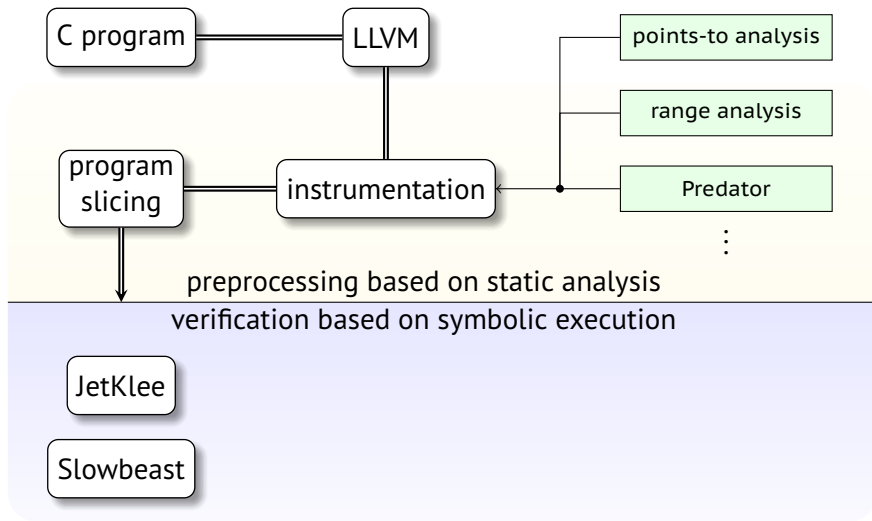 C program
LLVM
points-to analysis
range analysis
program
slicing
instrumentation
Predator
⋮
preprocessing based on static analysis
verification based on symbolic execution
JetKlee
Slowbeast